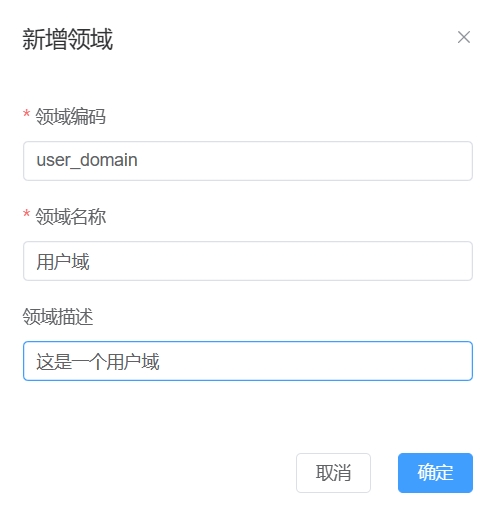 新增领域
* 领域编码
user_domain
* 领域名称
用户域
领域描述
这是一个用户域
取消 确定